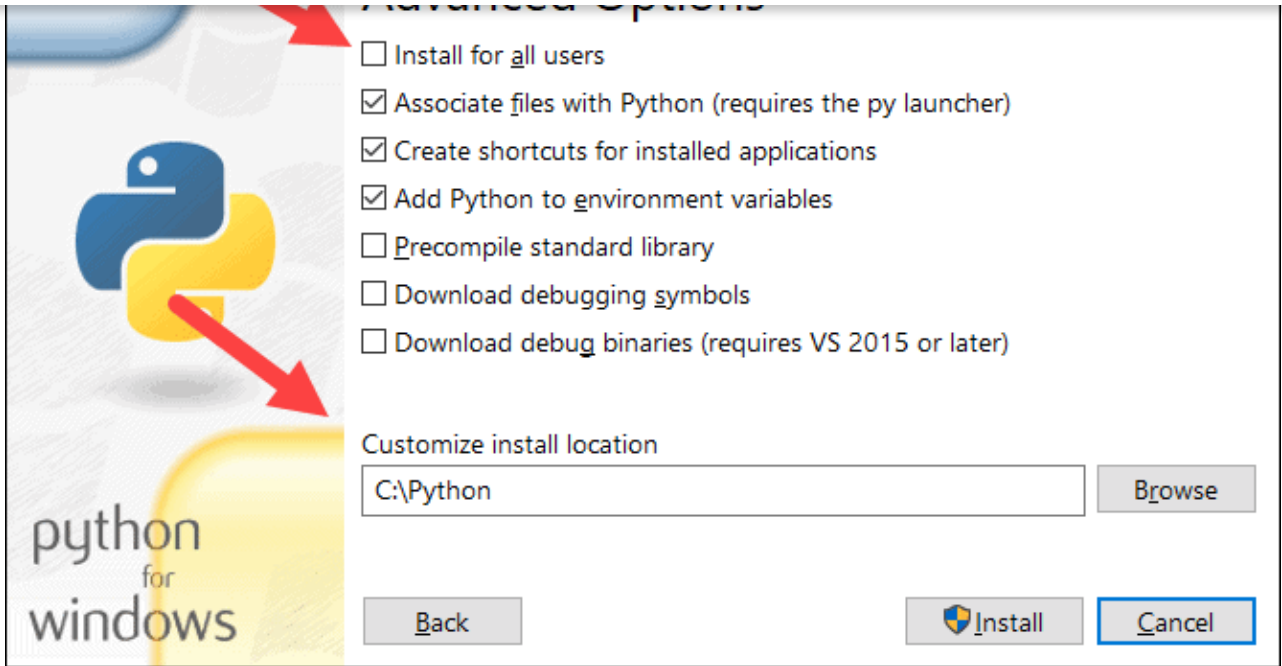 Advanced Options
Install for all users
Associate files with Python (requires the py launcher)
Create shortcuts for installed applications
Add Python to environment variables
Precompile standard library
Download debugging symbols
Download debug binaries (requires VS 2015 or later)
Customize install location
C:\Python
Browse
python
for
windows
Back
Install
Cancel